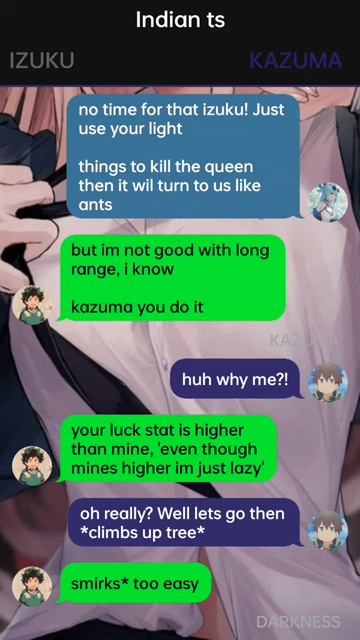 Indian ts
IZUKU
KAZUMA
no time for that izuku! Just
use your light
things to kill the queen
then it wil turn to us like
ants
but im not good with long
range, i know
kazuma you do it
KAZUMA
huh why me?!
your luck stat is higher
than mine, 'even though
mines higher im just lazy'
oh really? Well lets go then
*climbs up tree*
smirks* too easy
DARKNESS